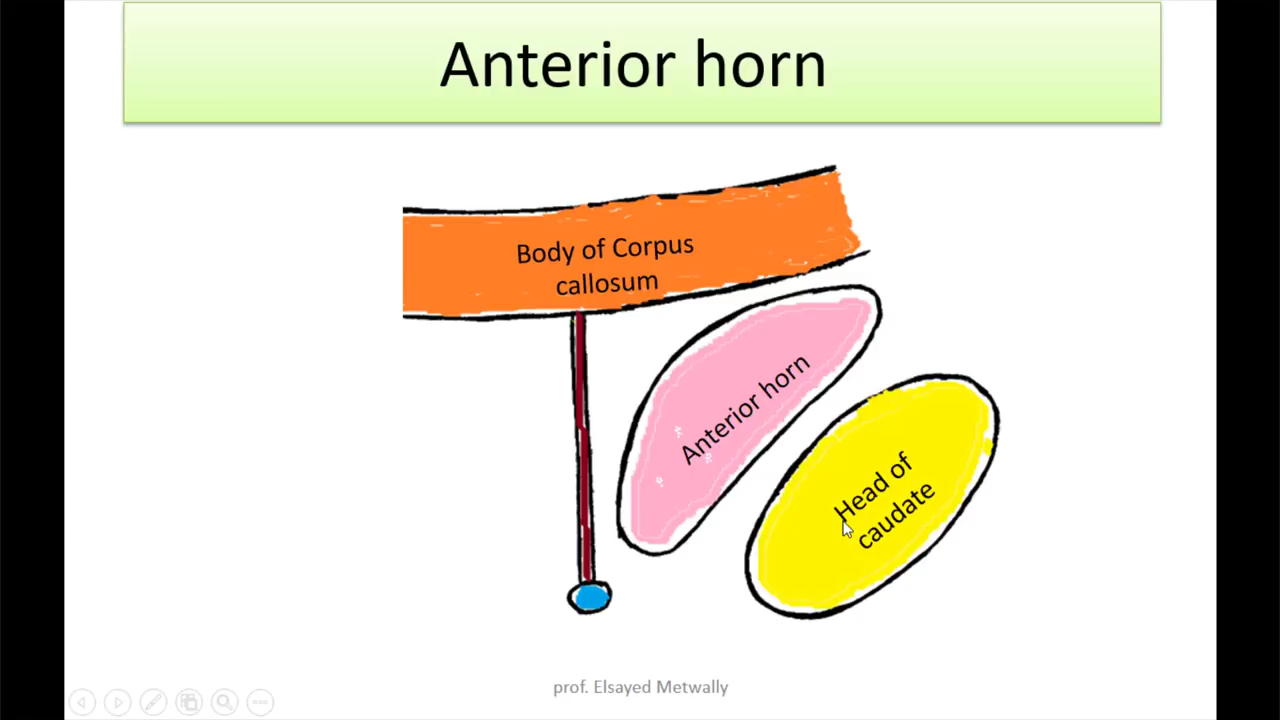 Anterior horn
Body of Corpus
callosum
Anterior horn
Head of
caudate
prof. Elsayed Metwally